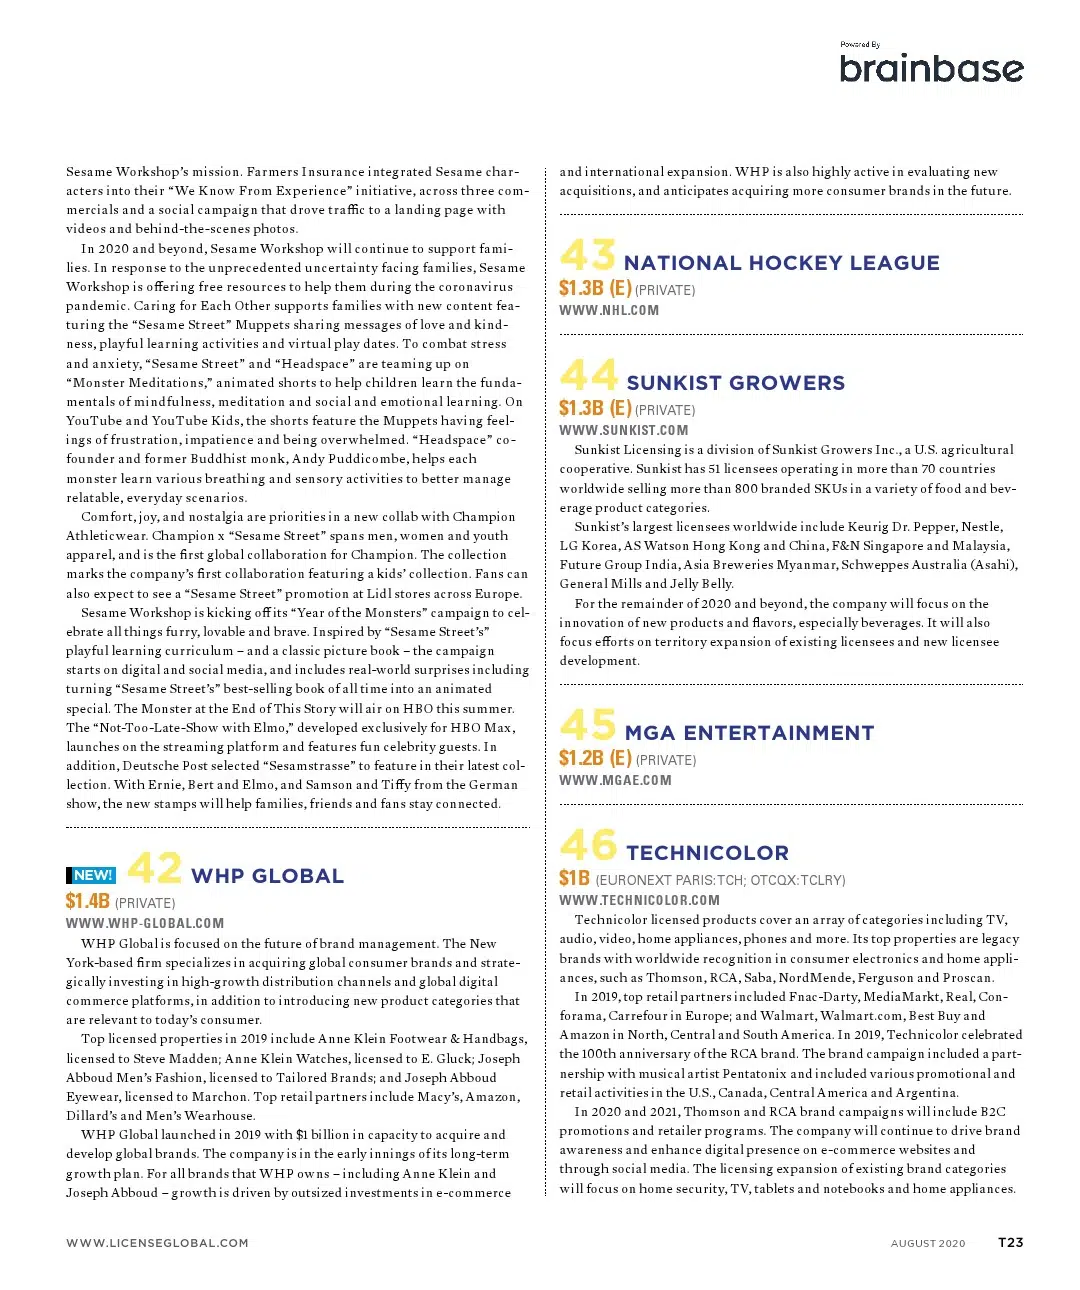 Powered By
brainbase
Sesame Workshop's mission. Farmers Insurance integrated Sesame char-
acters into their “We Know From Experience” initiative, across three com-
mercials and a social campaign that drove traffic to a landing page with
videos and behind-the-scenes photos.
In 2020 and beyond, Sesame Workshop will continue to support fami-
lies. In response to the unprecedented uncertainty facing families, Sesame
Workshop is offering free resources to help them during the coronavirus
pandemic. Caring for Each Other supports families with new content fea-
turing the “Sesame Street” Muppets sharing messages of love and kind-
ness, playful learning activities and virtual play dates. To combat stress
and anxiety, “Sesame Street” and “Headspace” are teaming up on
“Monster Meditations,” animated shorts to help children learn the funda-
mentals of mindfulness, meditation and social and emotional learning. On
YouTube and YouTube Kids, the shorts feature the Muppets having feel-
ings of frustration, impatience and being overwhelmed. “Headspace” co-
founder and former Buddhist monk, Andy Puddicombe, helps each
monster learn various breathing and sensory activities to better manage
relatable, everyday scenarios.
Comfort, joy, and nostalgia are priorities in a new collab with Champion
Athleticwear. Champion x “Sesame Street” spans men, women and youth
apparel, and is the first global collaboration for Champion. The collection
marks the company's first collaboration featuring a kids' collection. Fans can
also expect to see a “Sesame Street” promotion at Lidl stores across Europe.
Sesame Workshop is kicking off its “Year of the Monsters” campaign to cel-
ebrate all things furry, lovable and brave. Inspired by “Sesame Street's”
playful learning curriculum – and a classic picture book – the campaign
starts on digital and social media, and includes real-world surprises including
turning “Sesame Street's” best-selling book of all time into an animated
special. The Monster at the End of This Story will air on HBO this summer.
The “Not-Too-Late-Show with Elmo,” developed exclusively for HBO Max,
launches on the streaming platform and features fun celebrity guests. In
addition, Deutsche Post selected “Sesamstrasse” to feature in their latest col-
lection. With Ernie, Bert and Elmo, and Samson and Tiffy from the German
show, the new stamps will help families, friends and fans stay connected.
NEW! 42 WHP GLOBAL
$1.4B (PRIVATE)
WWW.WHP-GLOBAL.COM
WHP Global is focused on the future of brand management. The New
York-based firm specializes in acquiring global consumer brands and strate-
gically investing in high-growth distribution channels and global digital
commerce platforms, in addition to introducing new product categories that
are relevant to today's consumer.
Top licensed properties in 2019 include Anne Klein Footwear & Handbags,
licensed to Steve Madden; Anne Klein Watches, licensed to E. Gluck; Joseph
Abboud Men's Fashion, licensed to Tailored Brands; and Joseph Abboud
Eyewear, licensed to Marchon. Top retail partners include Macy's, Amazon,
Dillard's and Men's Wearhouse.
WHP Global launched in 2019 with $1 billion in capacity to acquire and
develop global brands. The company is in the early innings of its long-term
growth plan. For all brands that WHP owns – including Anne Klein and
Joseph Abboud – growth is driven by outsized investments in e-commerce
and international expansion. WHP is also highly active in evaluating new
acquisitions, and anticipates acquiring more consumer brands in the future.
43 NATIONAL HOCKEY LEAGUE
$1.3B (E) (PRIVATE)
WWW.NHL.COM
44 SUNKIST GROWERS
$1.3B (E) (PRIVATE)
WWW.SUNKIST.COM
Sunkist Licensing is a division of Sunkist Growers Inc., a U.S. agricultural
cooperative. Sunkist has 51 licensees operating in more than 70 countries
worldwide selling more than 800 branded SKUs in a variety of food and bev-
erage product categories.
Sunkist's largest licensees worldwide include Keurig Dr. Pepper, Nestle,
LG Korea, AS Watson Hong Kong and China, F&N Singapore and Malaysia,
Future Group India, Asia Breweries Myanmar, Schweppes Australia (Asahi),
General Mills and Jelly Belly.
For the remainder of 2020 and beyond, the company will focus on the
innovation of new products and flavors, especially beverages. It will also
focus efforts on territory expansion of existing licensees and new licensee
development.
45 MGA ENTERTAINMENT
$1.2B (E) (PRIVATE)
WWW.MGAE.COM
46 TECHNICOLOR
$1B (EURONEXT PARIS: TCH; OTCQX: TCLRY)
WWW.TECHNICOLOR.COM
Technicolor licensed products cover an array of categories including TV,
audio, video, home appliances, phones and more. Its top properties are legacy
brands with worldwide recognition in consumer electronics and home appli-
ances, such as Thomson, RCA, Saba, NordMende, Ferguson and Proscan.
In 2019, top retail partners included Fnac-Darty, MediaMarkt, Real, Con-
forama, Carrefour in Europe; and Walmart, Walmart.com, Best Buy and
Amazon in North, Central and South America. In 2019, Technicolor celebrated
the 100th anniversary of the RCA brand. The brand campaign included a part-
nership with musical artist Pentatonix and included various promotional and
retail activities in the U.S., Canada, Central America and Argentina.
In 2020 and 2021, Thomson and RCA brand campaigns will include B2C
promotions and retailer programs. The company will continue to drive brand
awareness and enhance digital presence on e-commerce websites and
through social media. The licensing expansion of existing brand categories
will focus on home security, TV, tablets and notebooks and home appliances.
WWW.LICENSEGLOBAL.COM
AUGUST 2020 T23